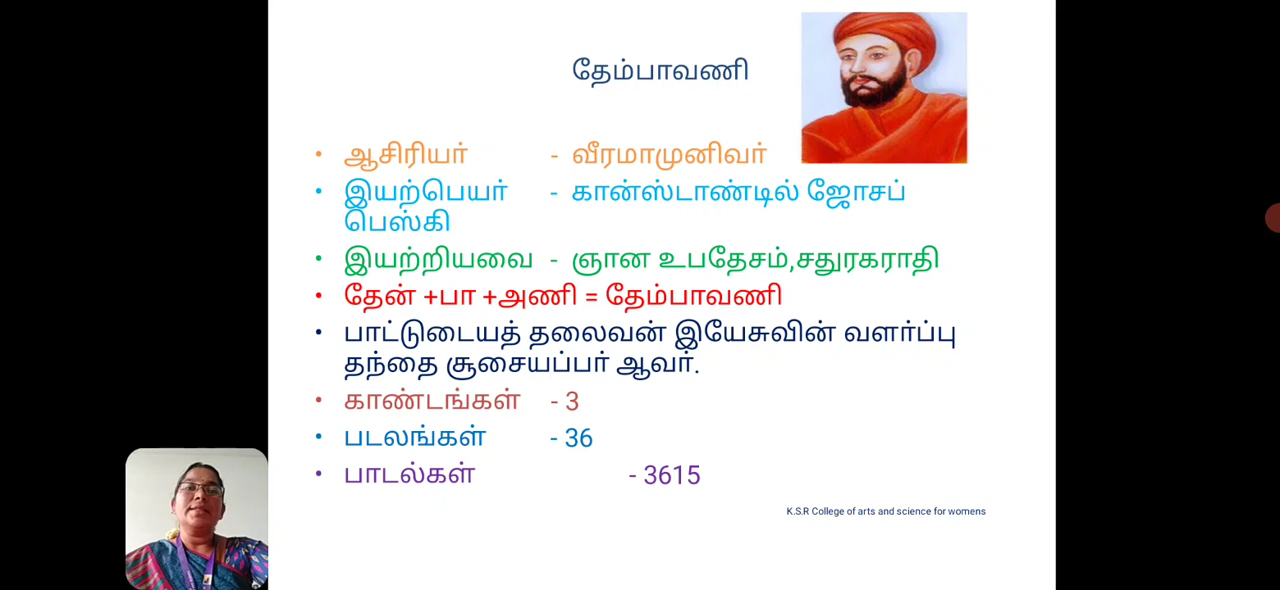 தேம்பாவணி
• ஆசிரியர் - வீரமாமுனிவர்
• இயற்பெயர் - கான்ஸ்டாண்டில் ஜோசப்
பெஸ்கி
• இயற்றியவை - ஞான உபதேசம்,சதுரகராதி
• தேன் +பா +அணி = தேம்பாவணி
• பாட்டுடையத் தலைவன் இயேசுவின் வளர்ப்பு
தந்தை சூசையப்பர் ஆவர்.
• காண்டங்கள் - 3
• படலங்கள் - 36
• பாடல்கள் - 3615
K.S.R College of arts and science for womens